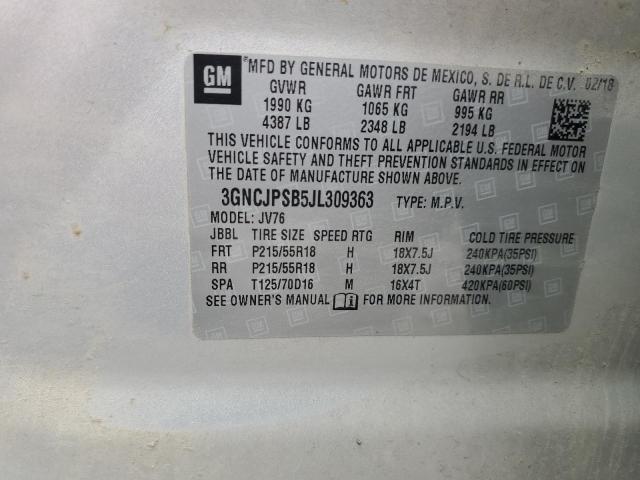 GM
®MFD BY GENERAL MOTORS DE MEXICO, S. DE R.L. DE C.V. 02/18
GVWR GAWR FRT GAWR RR
1990 KG 1065 KG 995 KG
4387 LB 2348 LB 2194 LB
THIS VEHICLE CONFORMS TO ALL APPLICABLE U.S. FEDERAL MOTOR
VEHICLE SAFETY AND THEFT PREVENTION STANDARDS IN EFFECT ON
THE DATE OF MANUFACTURE SHOWN ABOVE.
3GNCJPSB5JL309363 TYPE: M.P.V.
MODEL: JV76
JBBL TIRE SIZE SPEED RTG RIM COLD TIRE PRESSURE
FRT P215/55R18 H 18X7.5J 240KPA(35PSI)
RR P215/55R18 H 18X7.5J 240KPA(35PSI)
SPA T125/70D16 M 16X4T 420KPA(60PSI)
SEE OWNER'S MANUAL FOR MORE INFORMATION.